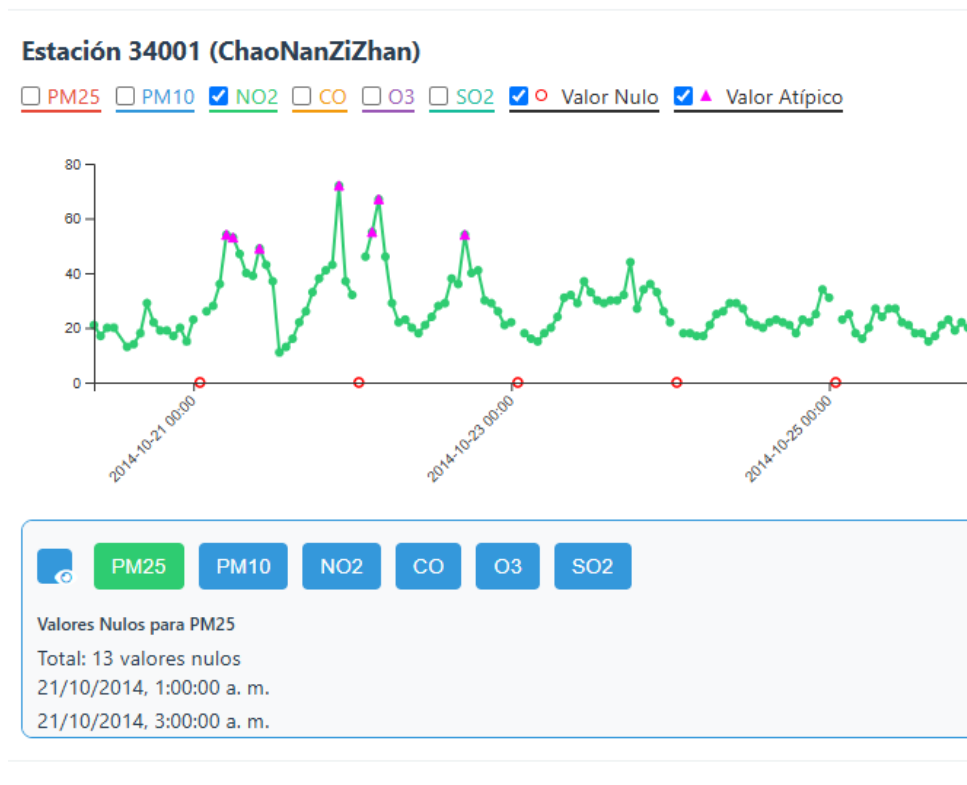 Estación 34001 (ChaoNanZiZhan)
PM25 PM10 NO2 CO O3 SO2 Valor Nulo Valor Atípico
80
60
40
20
0
2014-10-21 00:00 2014-10-23 00:00 2014-10-25 00:00
PM25 PM10 NO2 CO O3 SO2
Valores Nulos para PM25
Total: 13 valores nulos
21/10/2014, 1:00:00 a. m.
21/10/2014, 3:00:00 a. m.